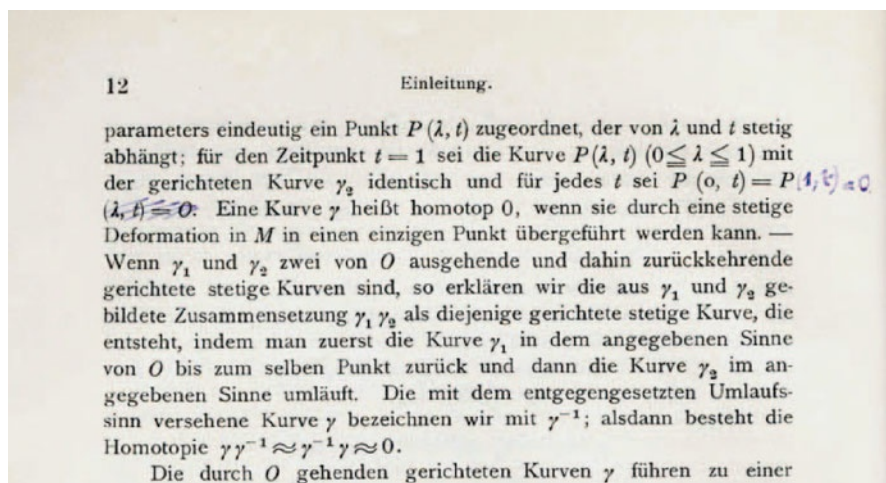 12 Einleitung.
parameters eindeutig ein Punkt P (λ, t) zugeordnet, der von λ und t stetig
abhängt; für den Zeitpunkt t = 1 sei die Kurve P(λ, t) (0 ≦ λ ≦ 1) mit
der gerichteten Kurve γ₂ identisch und für jedes t sei P (0, t) = P (1, t) = 0
(λ, t) = O. Eine Kurve γ heißt homotop 0, wenn sie durch eine stetige
Deformation in M in einen einzigen Punkt übergeführt werden kann. —
Wenn γ₁ und γ₂ zwei von O ausgehende und dahin zurückkehrende
gerichtete stetige Kurven sind, so erklären wir die aus γ₁ und γ₂ ge-
bildete Zusammensetzung γ₁ γ₂ als diejenige gerichtete stetige Kurve, die
entsteht, indem man zuerst die Kurve γ₁ in dem angegebenen Sinne
von O bis zum selben Punkt zurück und dann die Kurve γ₂ im an-
gegebenen Sinne umläuft. Die mit dem entgegengesetzten Umlaufs-
sinn versehene Kurve γ bezeichnen wir mit γ⁻¹; alsdann besteht die
Homotopie γ γ⁻¹ ≈ γ⁻¹ γ ≈ 0.
Die durch O gehenden gerichteten Kurven γ führen zu einer